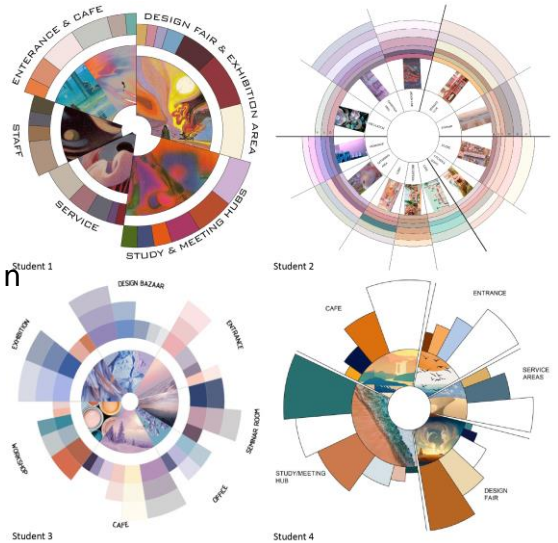 ENTERANCE & CAFE
DESIGN FAIR & EXHIBITION AREA
STAFF
SERVICE
STUDY & MEETING HUBS
Student 1
Student 2
n
DESIGN BAZAAR
EXHIBITION
ENTRANCE
SEMINAR ROOM
WORKSHOP
OFFICE
CAFE
Student 3
CAFE
ENTRANCE
SERVICE
AREAS
STUDY/MEETING
HUB
DESIGN
FAIR
Student 4